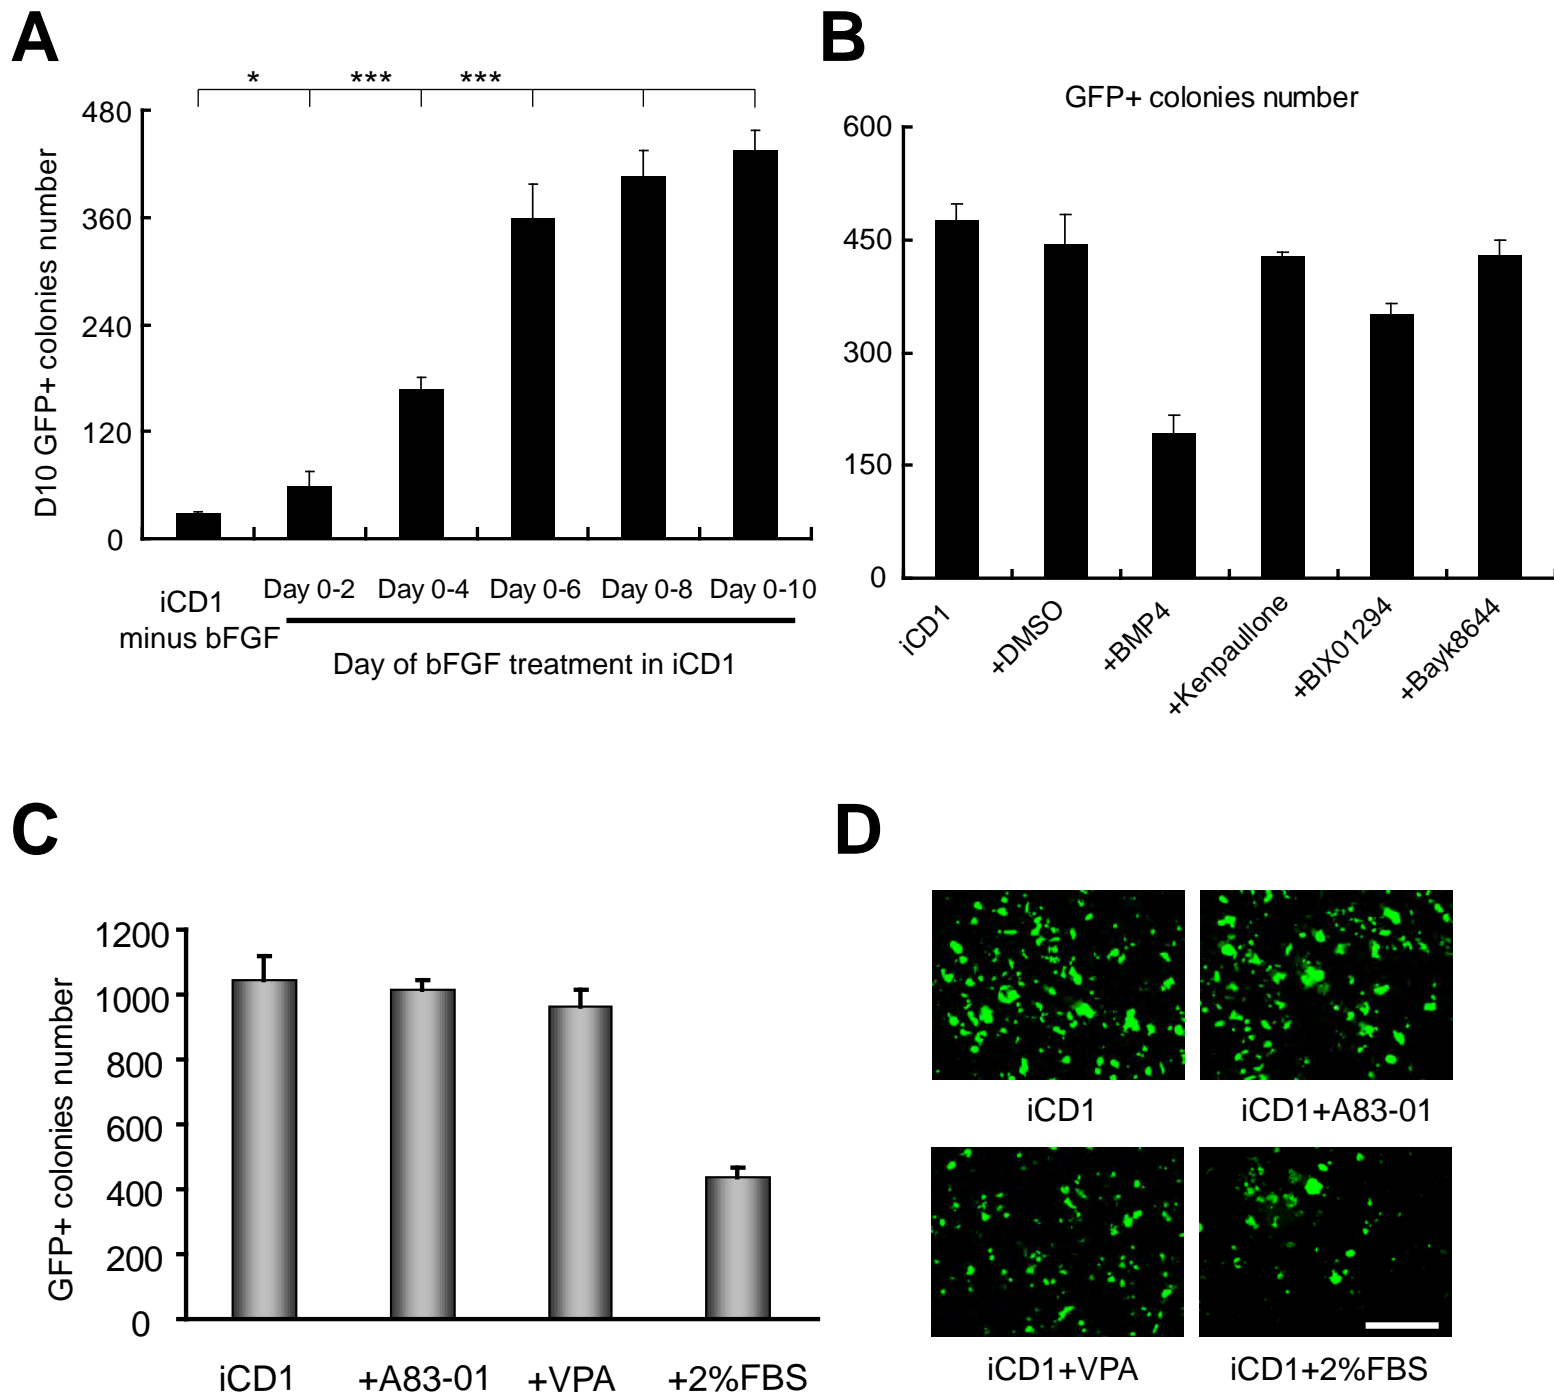 A
* *** ***
D10 GFP+ colonies number
480
360
240
120
0
iCD1
minus bFGF
Day 0-2 Day 0-4 Day 0-6 Day 0-8 Day 0-10
Day of bFGF treatment in iCD1
B
GFP+ colonies number
600
450
300
150
0
iCD1
+DMSO
+BMP4
+Kenpaullone
+BIX01294
+Bayk8644
C
GFP+ colonies number
1200
1000
800
600
400
200
0
iCD1 +A83-01 +VPA +2%FBS
D
iCD1 iCD1+A83-01
iCD1+VPA iCD1+2%FBS